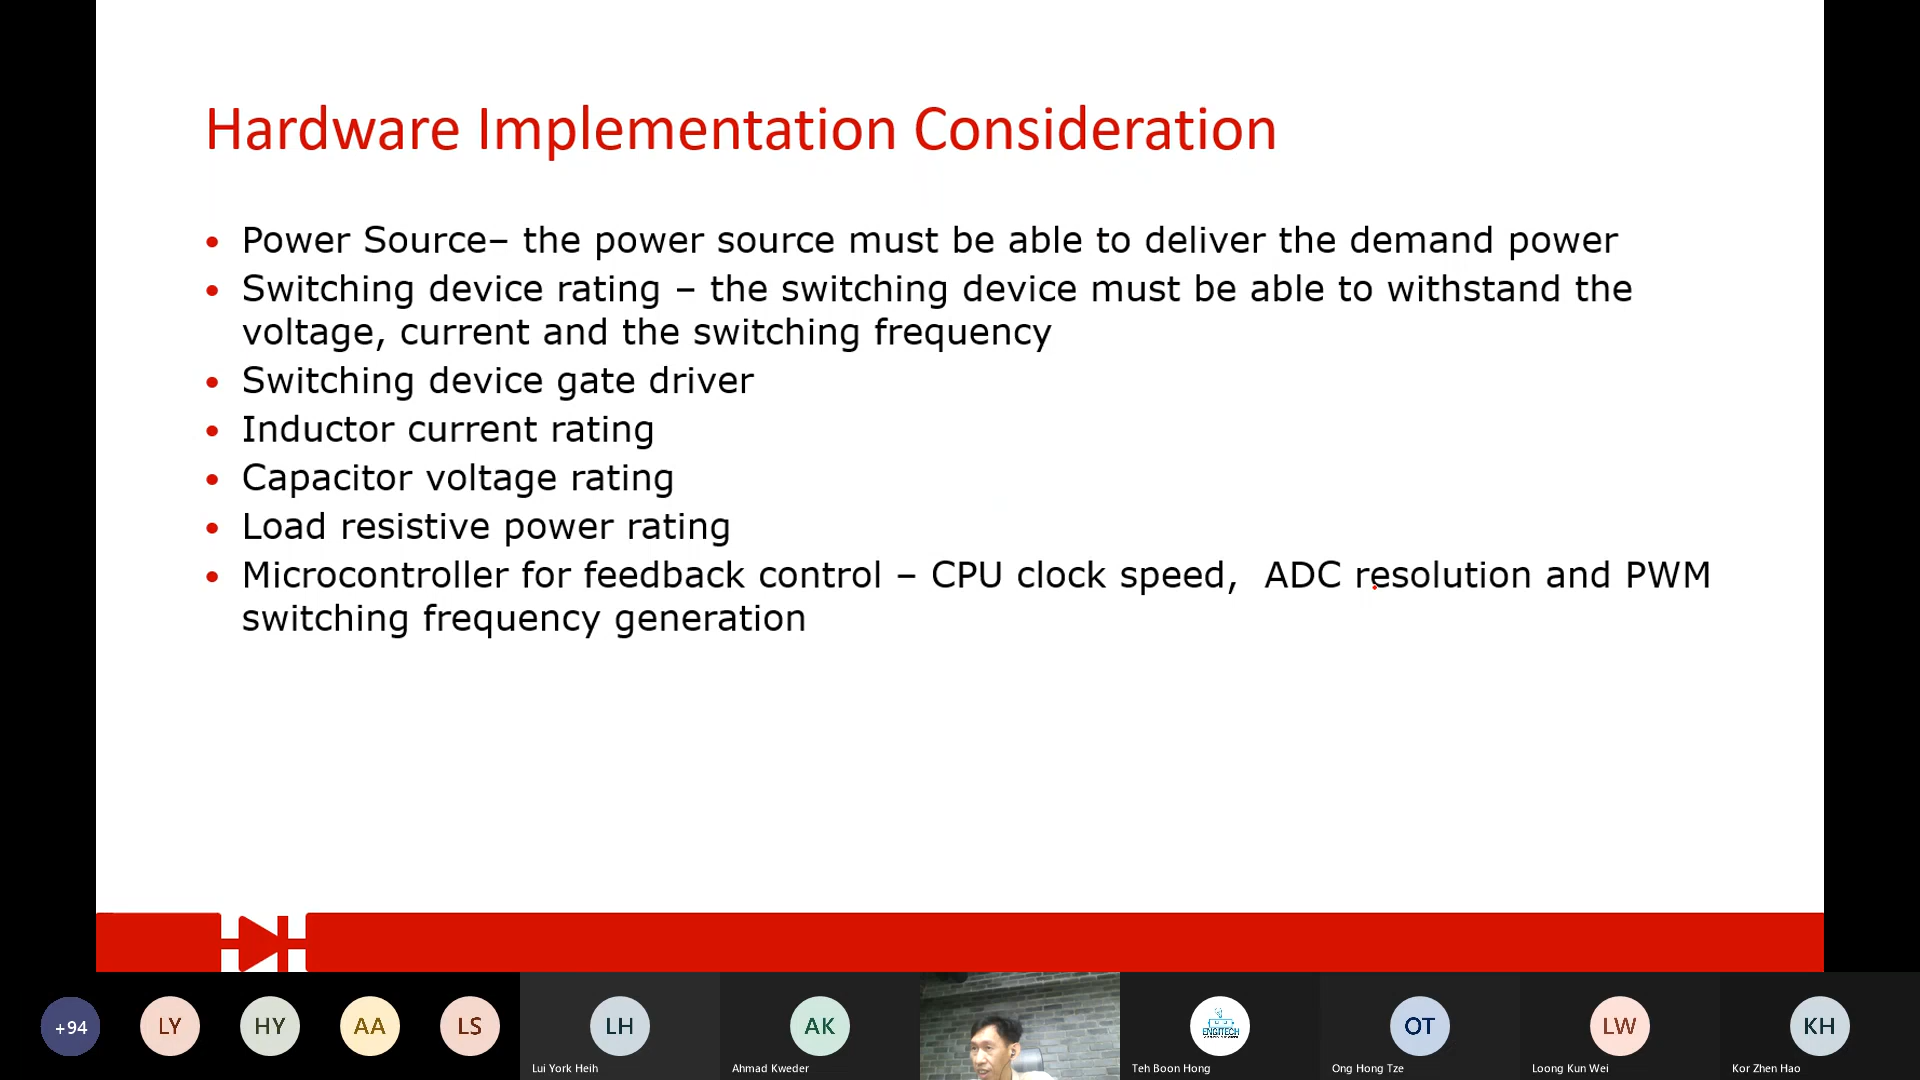 Hardware Implementation Consideration
• Power Source– the power source must be able to deliver the demand power
• Switching device rating – the switching device must be able to withstand the
voltage, current and the switching frequency
• Switching device gate driver
• Inductor current rating
• Capacitor voltage rating
• Load resistive power rating
• Microcontroller for feedback control – CPU clock speed,  ADC resolution and PWM
switching frequency generation
+94 LY HY AA LS LH AK ENGITECH OT LW KH
Lui York Heih Ahmad Kweder Teh Boon Hong Ong Hong Tze Loong Kun Wei Kor Zhen Hao